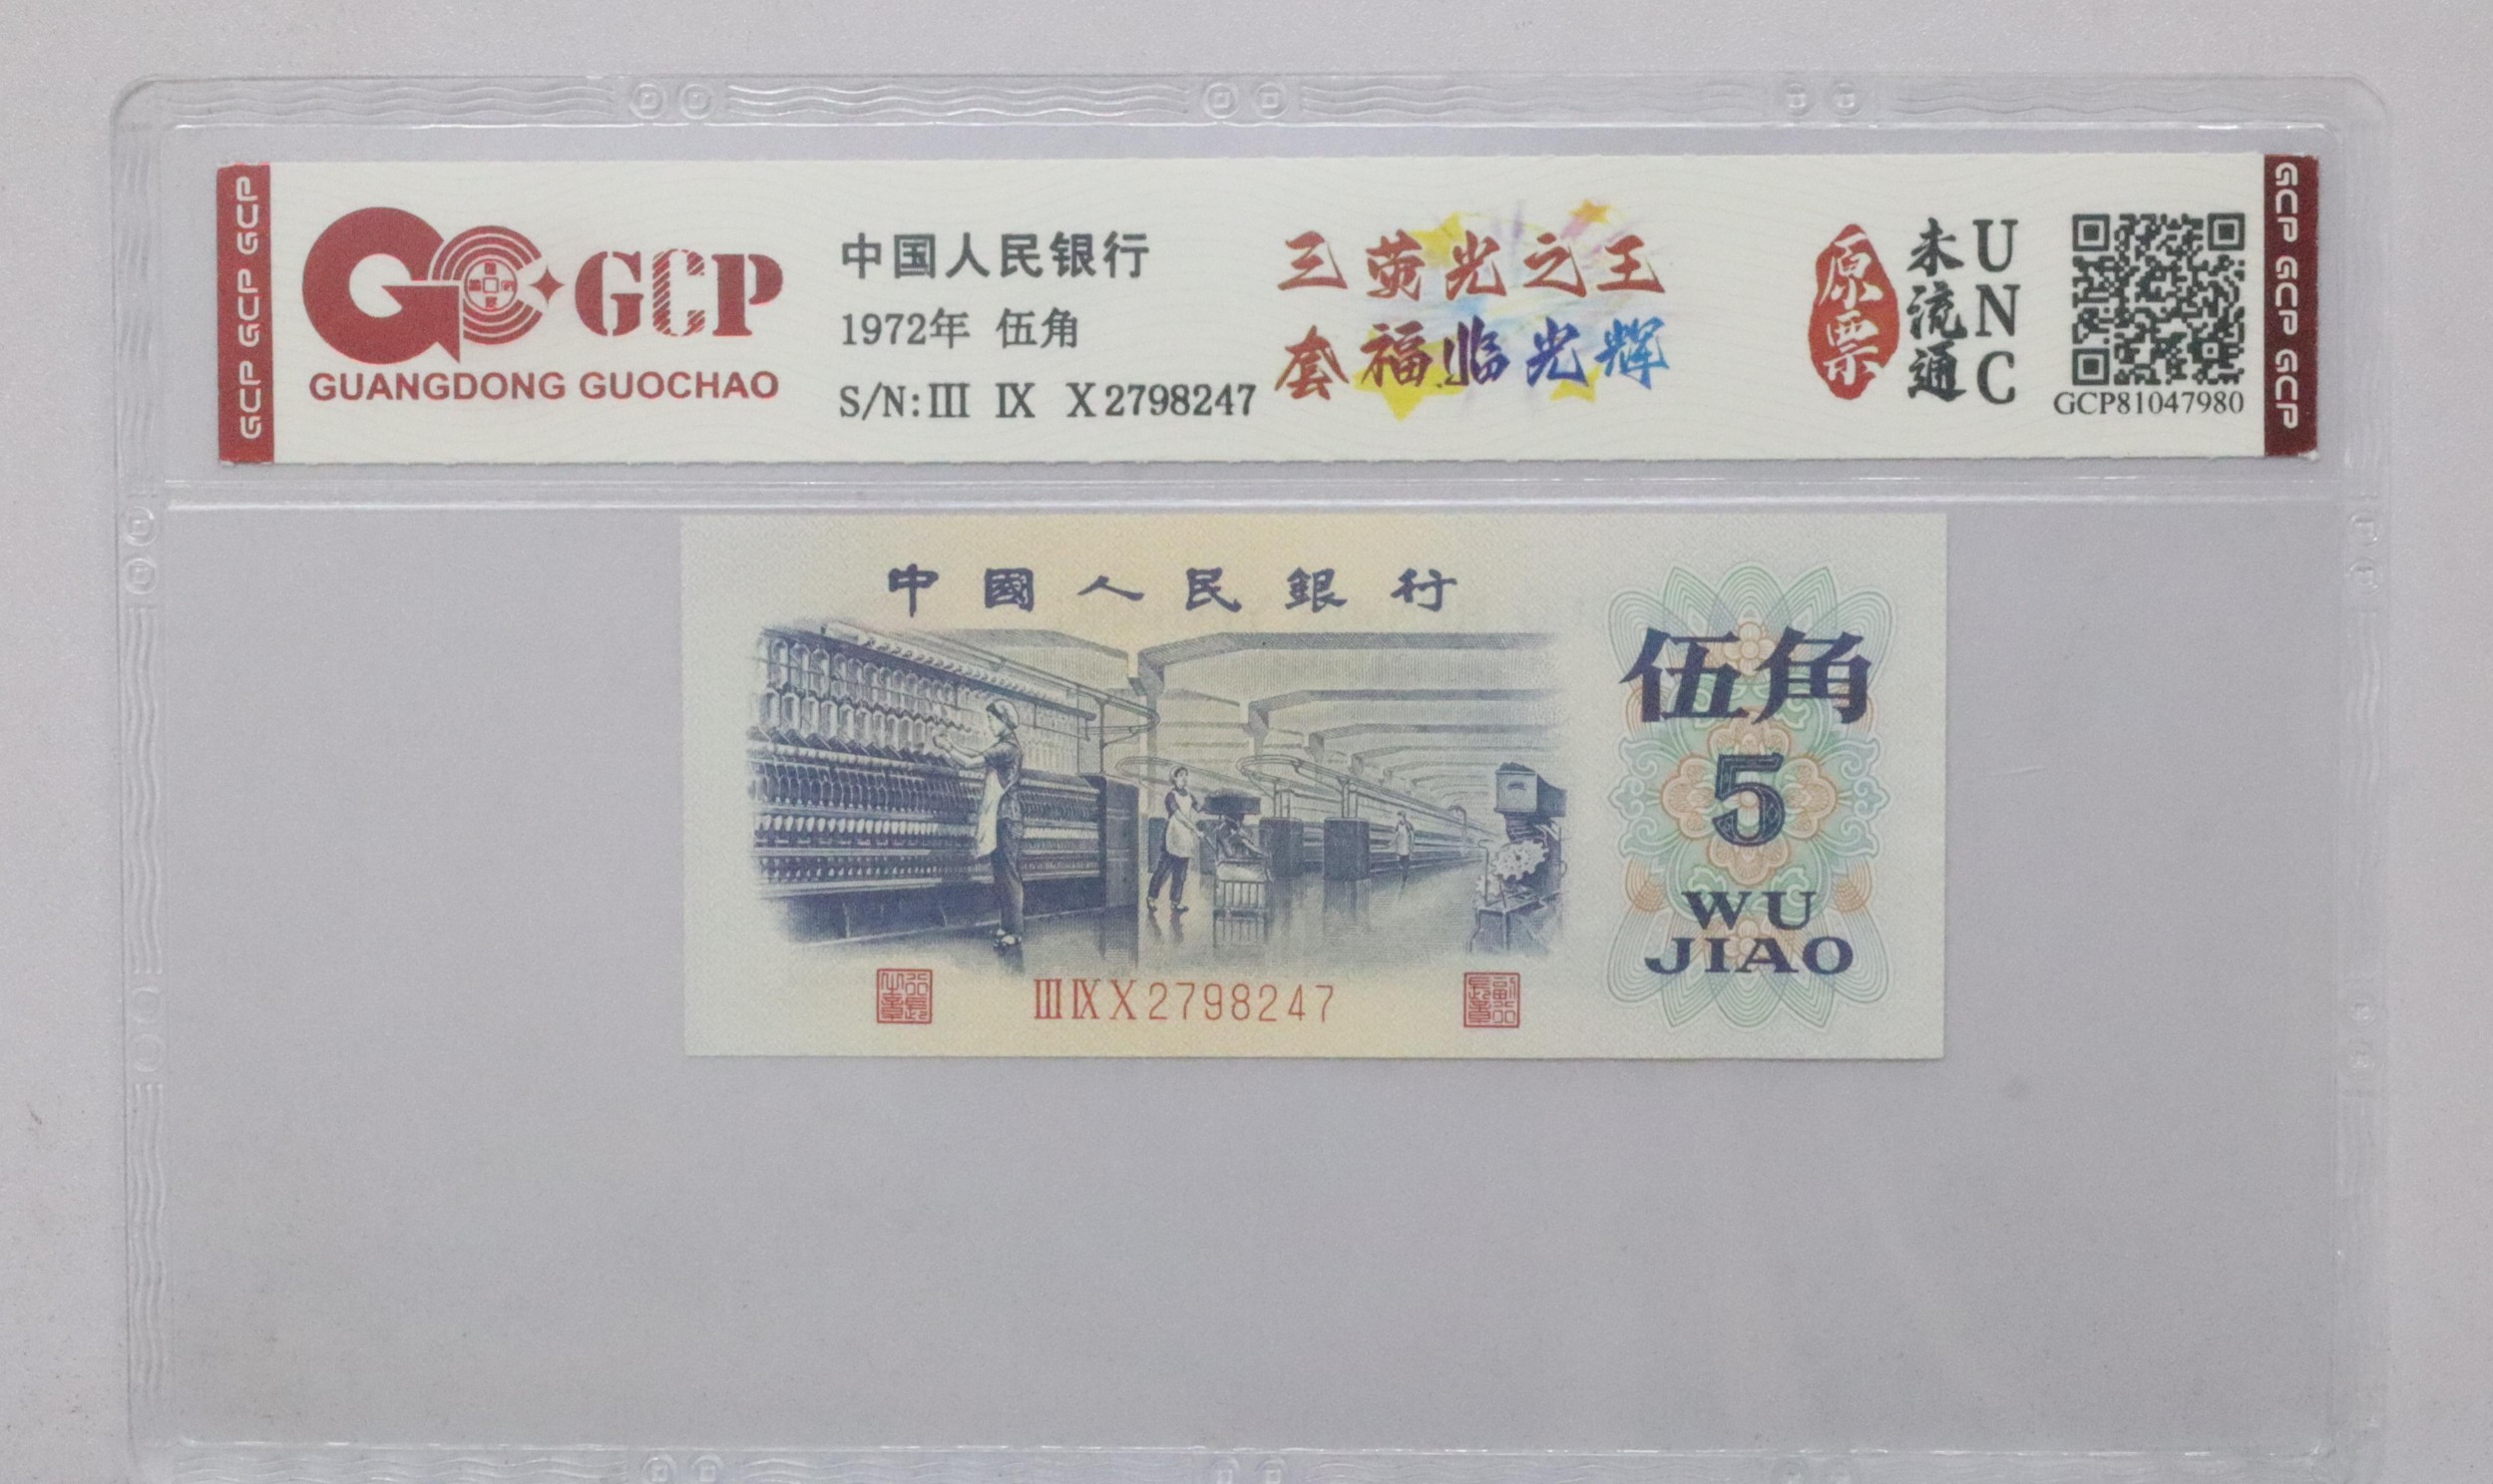 GCP GCP GCP
GCP
GUANGDONG GUOCHAO
中国人民银行
1972年 伍角
S/N:Ⅲ Ⅸ Ⅹ2798247
三荧光之王
套福临光辉
原票
未流通
UNC
GCP81047980
GCP GCP GCP
中國人民銀行
伍角
5
WU
JIAO
ⅢⅨⅩ2798247